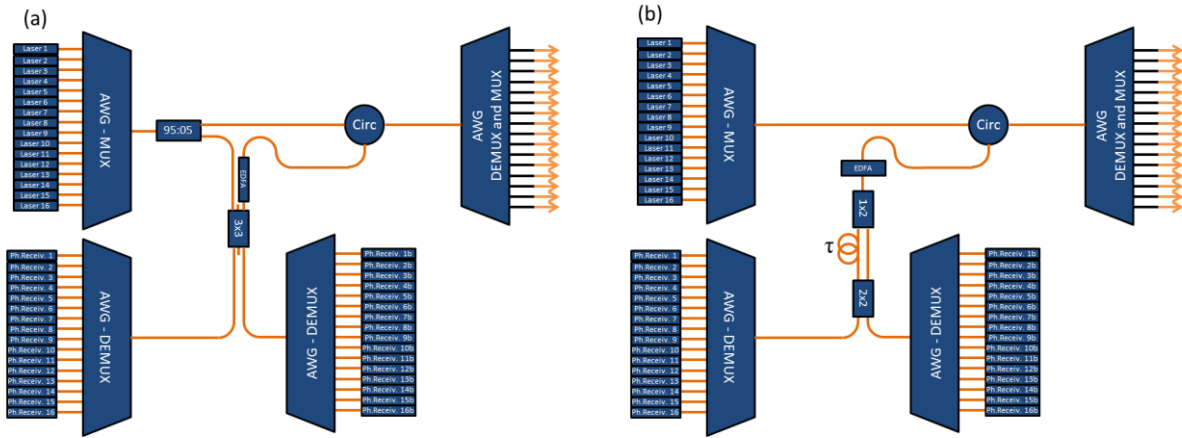 (a)
Laser 1
Laser 2
Laser 3
Laser 4
Laser 5
Laser 6
Laser 7
Laser 8
Laser 9
Laser 10
Laser 11
Laser 12
Laser 13
Laser 14
Laser 15
Laser 16
AWG - MUX
95:05
Circ
AWG
DEMUX and MUX
EDFA
3x3
Ph.Receiv. 1
Ph.Receiv. 2
Ph.Receiv. 3
Ph.Receiv. 4
Ph.Receiv. 5
Ph.Receiv. 6
Ph.Receiv. 7
Ph.Receiv. 8
Ph.Receiv. 9
Ph.Receiv. 10
Ph.Receiv. 11
Ph.Receiv. 12
Ph.Receiv. 13
Ph.Receiv. 14
Ph.Receiv. 15
Ph.Receiv. 16
AWG - DEMUX
AWG - DEMUX
Ph.Receiv. 1b
Ph.Receiv. 2b
Ph.Receiv. 3b
Ph.Receiv. 4b
Ph.Receiv. 5b
Ph.Receiv. 6b
Ph.Receiv. 7b
Ph.Receiv. 8b
Ph.Receiv. 9b
Ph.Receiv. 10b
Ph.Receiv. 11b
Ph.Receiv. 12b
Ph.Receiv. 13b
Ph.Receiv. 14b
Ph.Receiv. 15b
Ph.Receiv. 16b
(b)
Laser 1
Laser 2
Laser 3
Laser 4
Laser 5
Laser 6
Laser 7
Laser 8
Laser 9
Laser 10
Laser 11
Laser 12
Laser 13
Laser 14
Laser 15
Laser 16
AWG - MUX
Circ
AWG
DEMUX and MUX
EDFA
1x2
τ
2x2
Ph.Receiv. 1
Ph.Receiv. 2
Ph.Receiv. 3
Ph.Receiv. 4
Ph.Receiv. 5
Ph.Receiv. 6
Ph.Receiv. 7
Ph.Receiv. 8
Ph.Receiv. 9
Ph.Receiv. 10
Ph.Receiv. 11
Ph.Receiv. 12
Ph.Receiv. 13
Ph.Receiv. 14
Ph.Receiv. 15
Ph.Receiv. 16
AWG - DEMUX
AWG - DEMUX
Ph.Receiv. 1b
Ph.Receiv. 2b
Ph.Receiv. 3b
Ph.Receiv. 4b
Ph.Receiv. 5b
Ph.Receiv. 6b
Ph.Receiv. 7b
Ph.Receiv. 8b
Ph.Receiv. 9b
Ph.Receiv. 10b
Ph.Receiv. 11b
Ph.Receiv. 12b
Ph.Receiv. 13b
Ph.Receiv. 14b
Ph.Receiv. 15b
Ph.Receiv. 16b